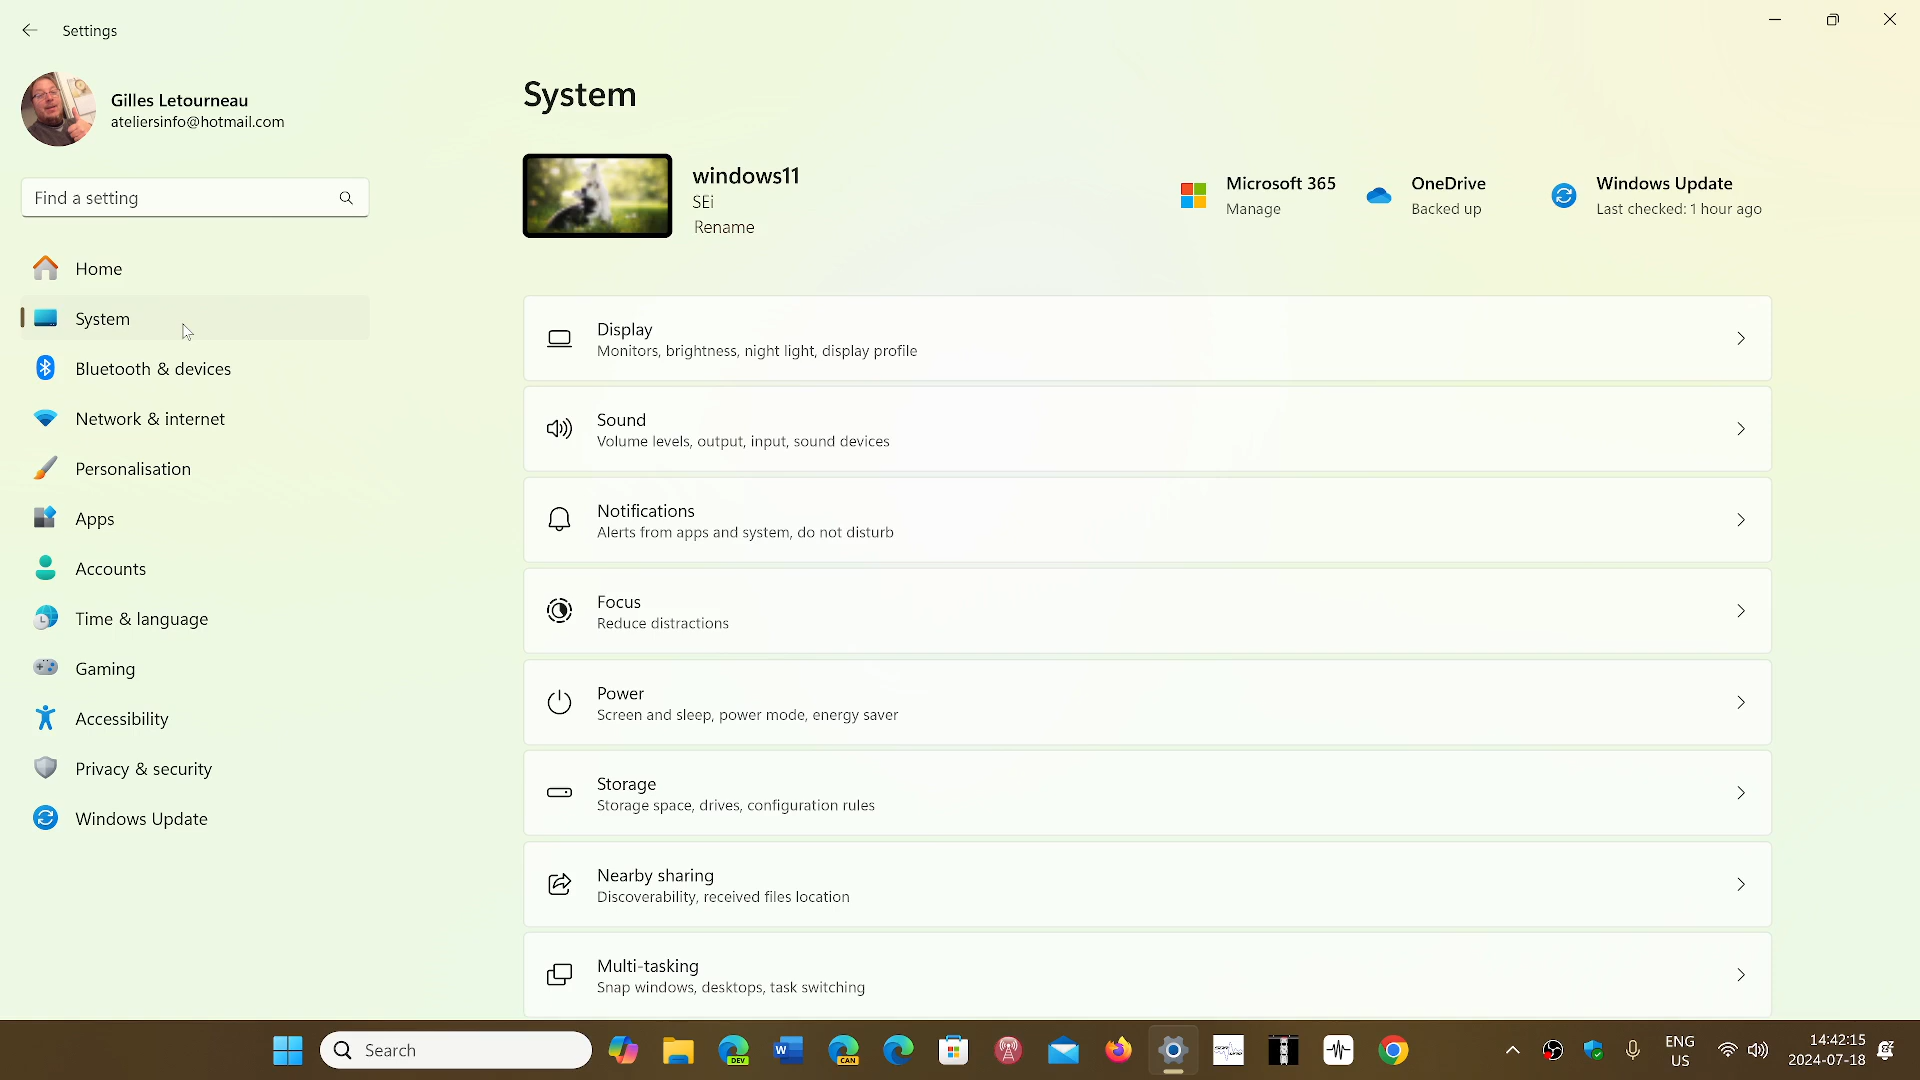 Settings
Gilles Letourneau
ateliersinfo@hotmail.com
Find a setting
Home
System
Bluetooth & devices
Network & internet
Personalisation
Apps
Accounts
Time & language
Gaming
Accessibility
Privacy & security
Windows Update
System
windows11
SEi
Rename
Microsoft 365
Manage
OneDrive
Backed up
Windows Update
Last checked: 1 hour ago
Display
Monitors, brightness, night light, display profile
Sound
Volume levels, output, input, sound devices
Notifications
Alerts from apps and system, do not disturb
Focus
Reduce distractions
Power
Screen and sleep, power mode, energy saver
Storage
Storage space, drives, configuration rules
Nearby sharing
Discoverability, received files location
Multi-tasking
Snap windows, desktops, task switching
Search
DEV
W
CAN
ENG
US
14:42:15
2024-07-18